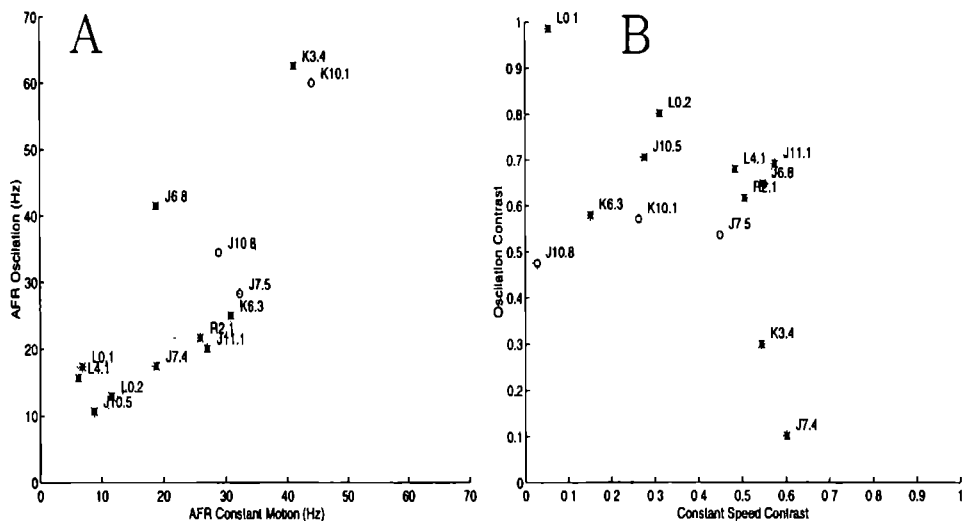 A
70
60
50
40
30
20
10
0
AFR Oscillation (Hz)
K3.4
K10.1
J6 8
J10 8
J7.5
K6.3
R2.1
J11.1
J7.4
L0.1
L4.1
L0.2
J10.5
0
10
20
30
40
50
60
70
AFR Constant Motion (Hz)
B
1
0.9
0.8
0.7
0.6
0.5
0.4
0.3
0.2
0.1
Oscillation Contrast
L0 1
L0.2
J10.5
L4.1
J11.1
J6.8
R2.1
K6.3
K10.1
J7 5
J10.8
K3.4
J7.4
0
0 1
0.2
0.3
0.4
0.5
0.6
0 7
0 8
0.9
1
Constant Speed Contrast